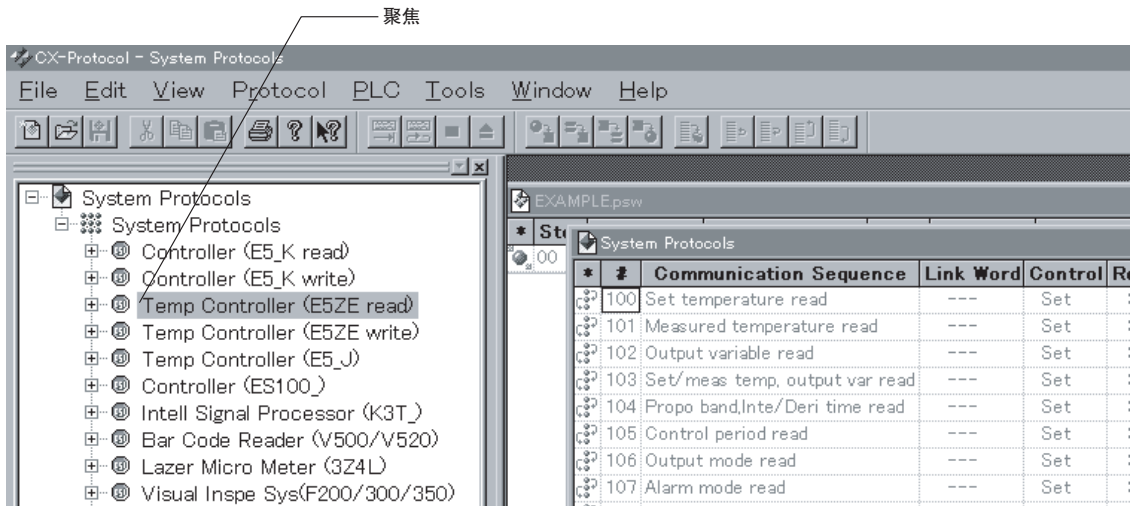 聚焦
CX-Protocol - System Protocols
File Edit View Protocol PLC Tools Window Help
System Protocols
System Protocols
Controller (E5_K read)
Controller (E5_K write)
Temp Controller (E5ZE read)
Temp Controller (E5ZE write)
Temp Controller (E5_J)
Controller (ES100_)
Intell Signal Processor (K3T_)
Bar Code Reader (V500/V520)
Lazer Micro Meter (3Z4L)
Visual Inspe Sys(F200/300/350)
EXAMPLE.psw
* Ste
00
System Protocols
* # Communication Sequence Link Word Control Re
100 Set temperature read --- Set
101 Measured temperature read --- Set
102 Output variable read --- Set
103 Set/meas temp, output var read --- Set
104 Propo band,Inte/Deri time read --- Set
105 Control period read --- Set
106 Output mode read --- Set
107 Alarm mode read --- Set